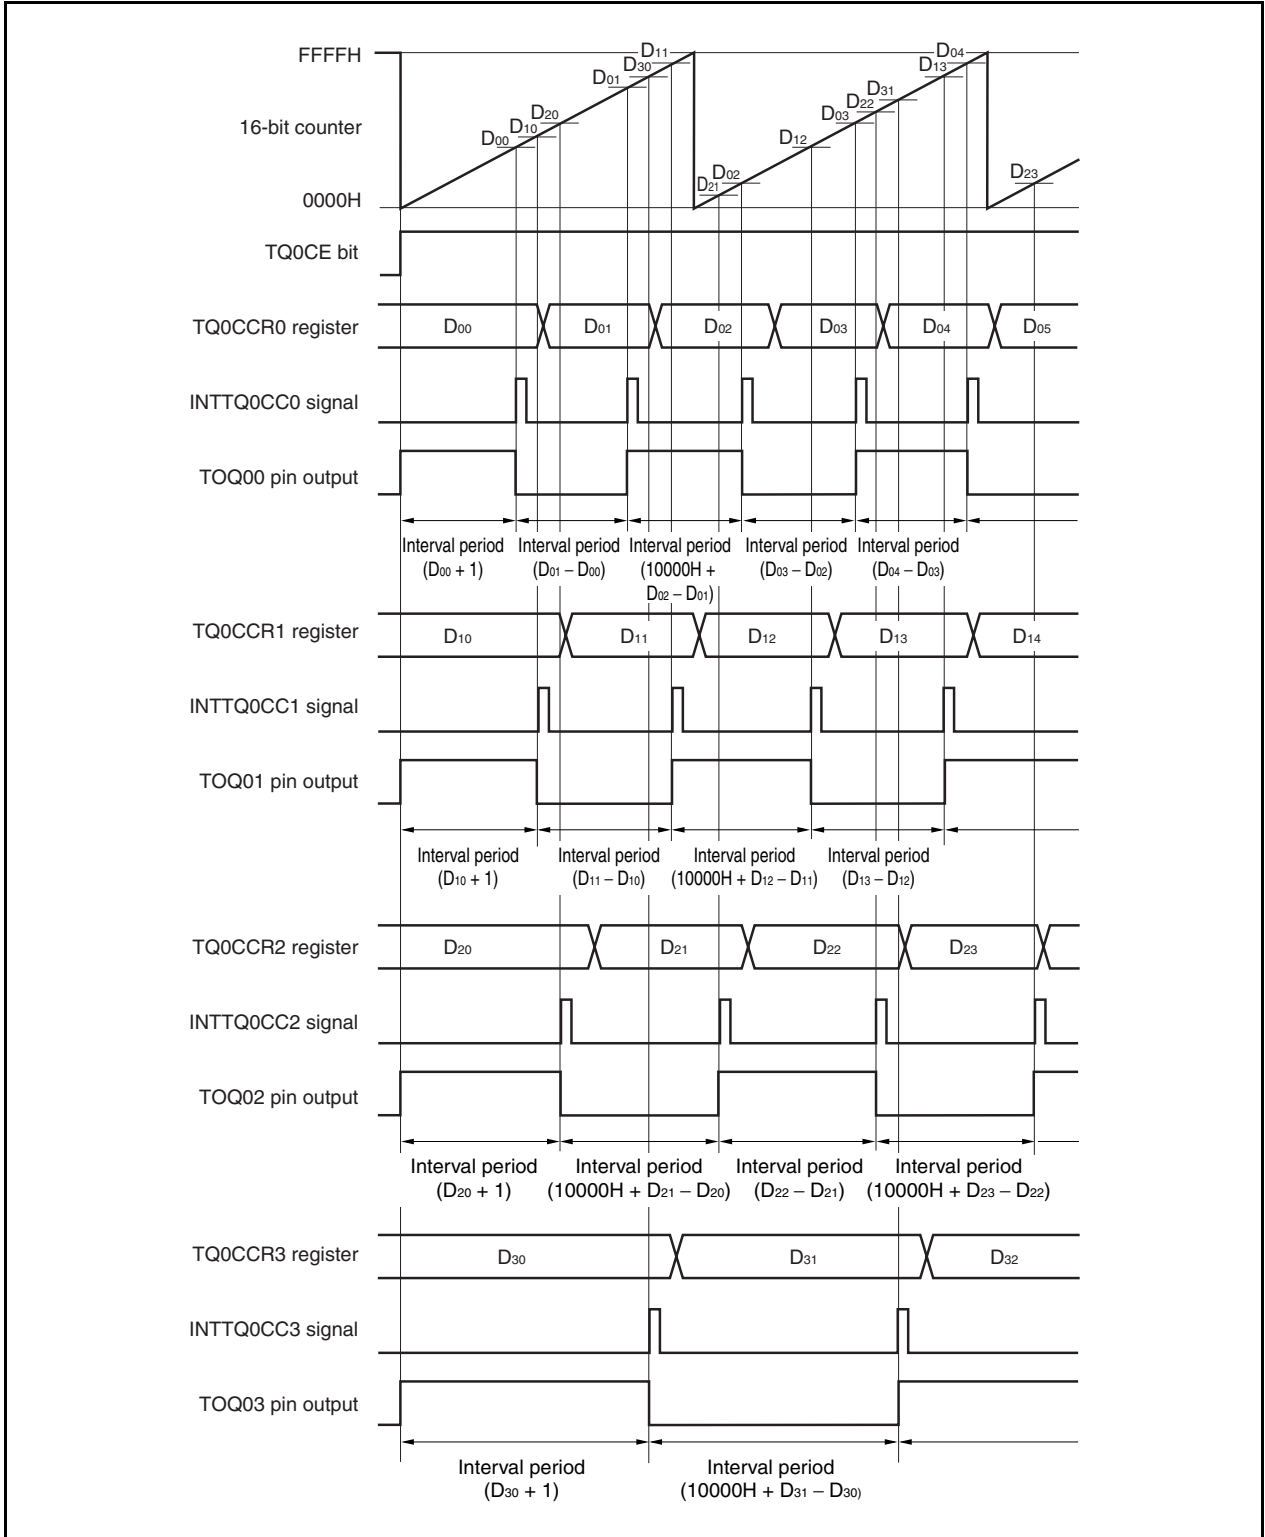 FFFFH
D11
D30
D01
D20
D10
D00
D04
D13
D31
D22
D03
D12
D02
D21
D23
16-bit counter
0000H
TQ0CE bit
TQ0CCR0 register
D00 D01 D02 D03 D04 D05
INTTQ0CC0 signal
TOQ00 pin output
Interval period
(D00 + 1)
Interval period
(D01 – D00)
Interval period
(10000H +
D02 – D01)
Interval period
(D03 – D02)
Interval period
(D04 – D03)
TQ0CCR1 register
D10 D11 D12 D13 D14
INTTQ0CC1 signal
TOQ01 pin output
Interval period
(D10 + 1)
Interval period
(D11 – D10)
Interval period
(10000H + D12 – D11)
Interval period
(D13 – D12)
TQ0CCR2 register
D20 D21 D22 D23
INTTQ0CC2 signal
TOQ02 pin output
Interval period
(D20 + 1)
Interval period
(10000H + D21 – D20)
Interval period
(D22 – D21)
Interval period
(10000H + D23 – D22)
TQ0CCR3 register
D30 D31 D32
INTTQ0CC3 signal
TOQ03 pin output
Interval period
(D30 + 1)
Interval period
(10000H + D31 – D30)